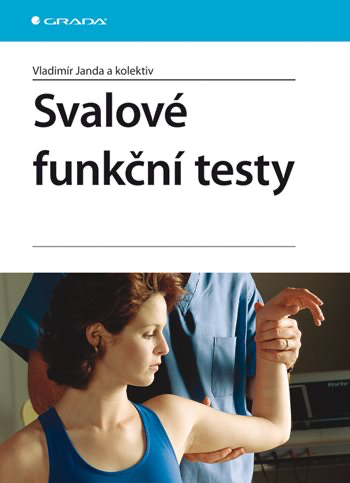 GRADA
Vladimír Janda a kolektiv
Svalové
funkční testy